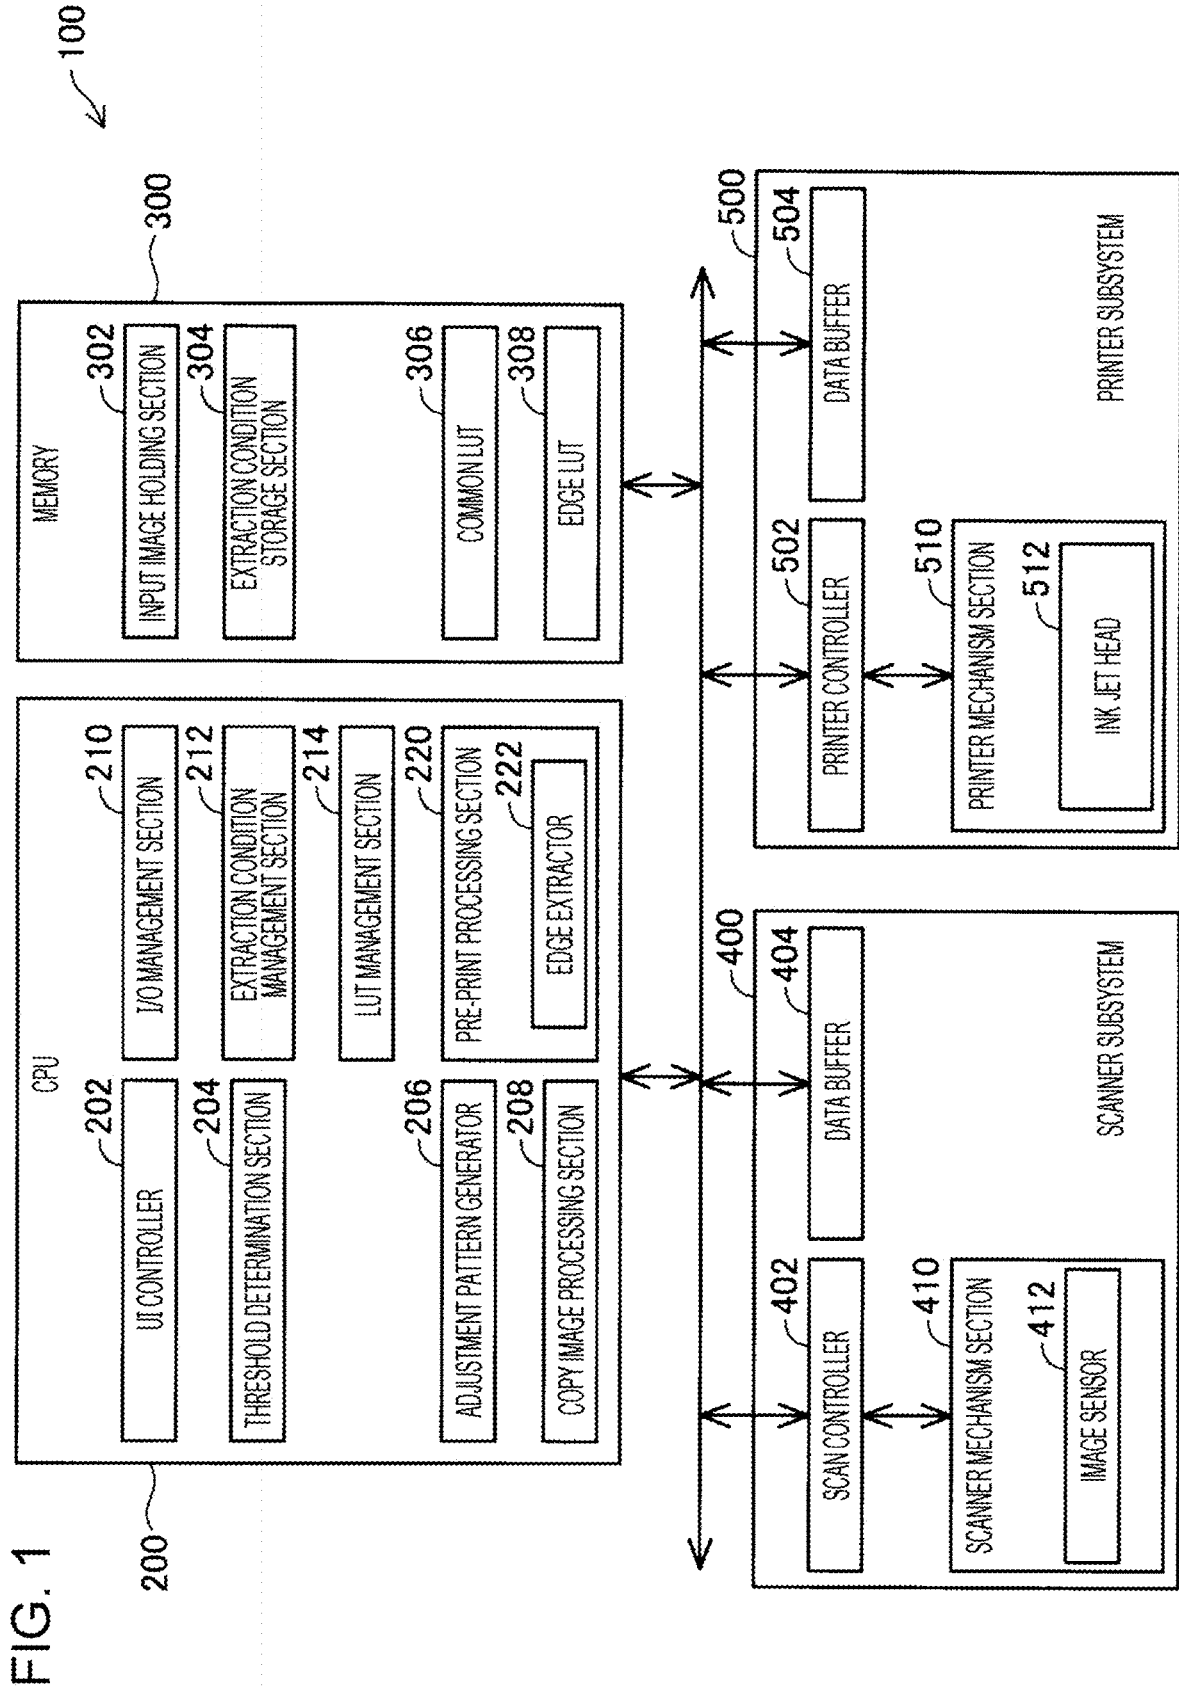 FIG. 1
100
200
CPU
202
UI CONTROLLER
204
THRESHOLD DETERMINATION SECTION
206
ADJUSTMENT PATTERN GENERATOR
208
COPY IMAGE PROCESSING SECTION
210
I/O MANAGEMENT SECTION
212
EXTRACTION CONDITION
MANAGEMENT SECTION
214
LUT MANAGEMENT SECTION
220
PRE-PRINT PROCESSING SECTION
222
EDGE EXTRACTOR
300
MEMORY
302
INPUT IMAGE HOLDING SECTION
304
EXTRACTION CONDITION
STORAGE SECTION
306
COMMON LUT
308
EDGE LUT
400
402
SCAN CONTROLLER
404
DATA BUFFER
410
SCANNER MECHANISM SECTION
412
IMAGE SENSOR
SCANNER SUBSYSTEM
500
502
PRINTER CONTROLLER
504
DATA BUFFER
510
PRINTER MECHANISM SECTION
512
INK JET HEAD
PRINTER SUBSYSTEM